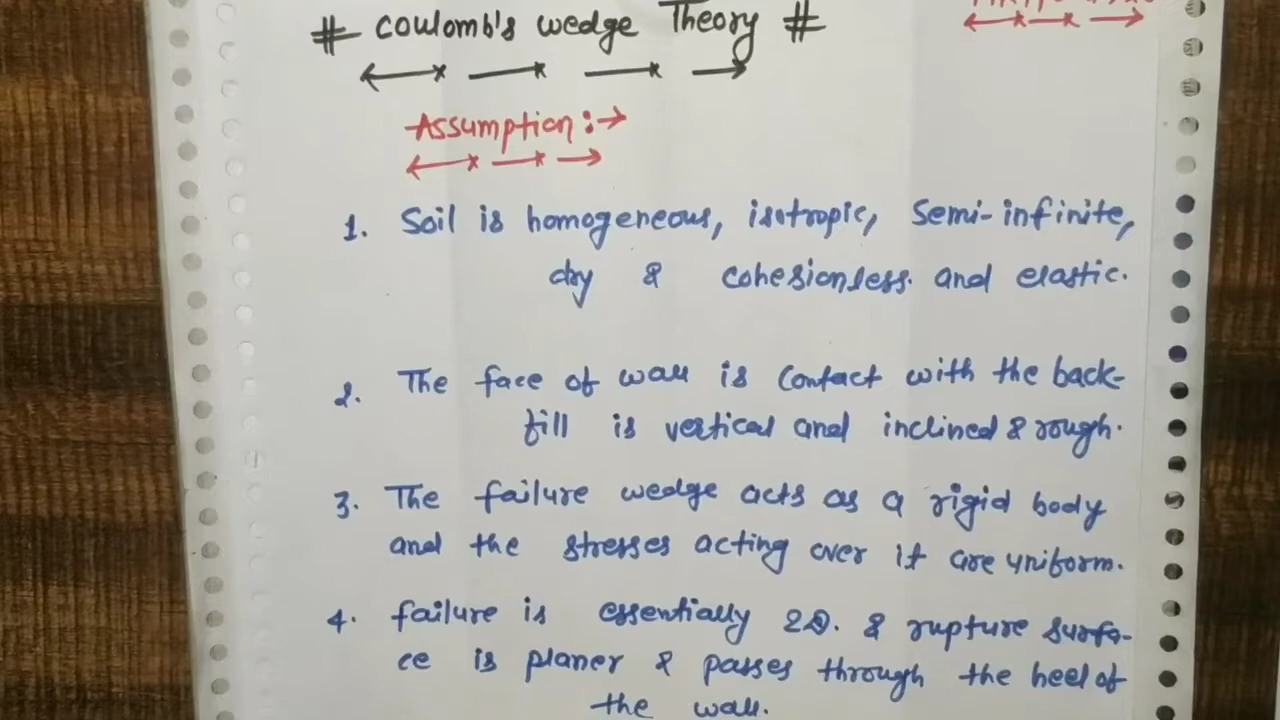 # Coulomb's wedge Theory #
Assumption :→
1. Soil is homogeneous, isotropic, Semi-infinite,
dry & cohesionless. and elastic.
2. The face of wall is Contact with the back-
fill is vertical and inclined & rough.
3. The failure wedge acts as a rigid body
and the stresses acting over it are uniform.
4. failure is essentially 2D. & rupture surfa-
ce is planer & passes through the heel of
the wall.